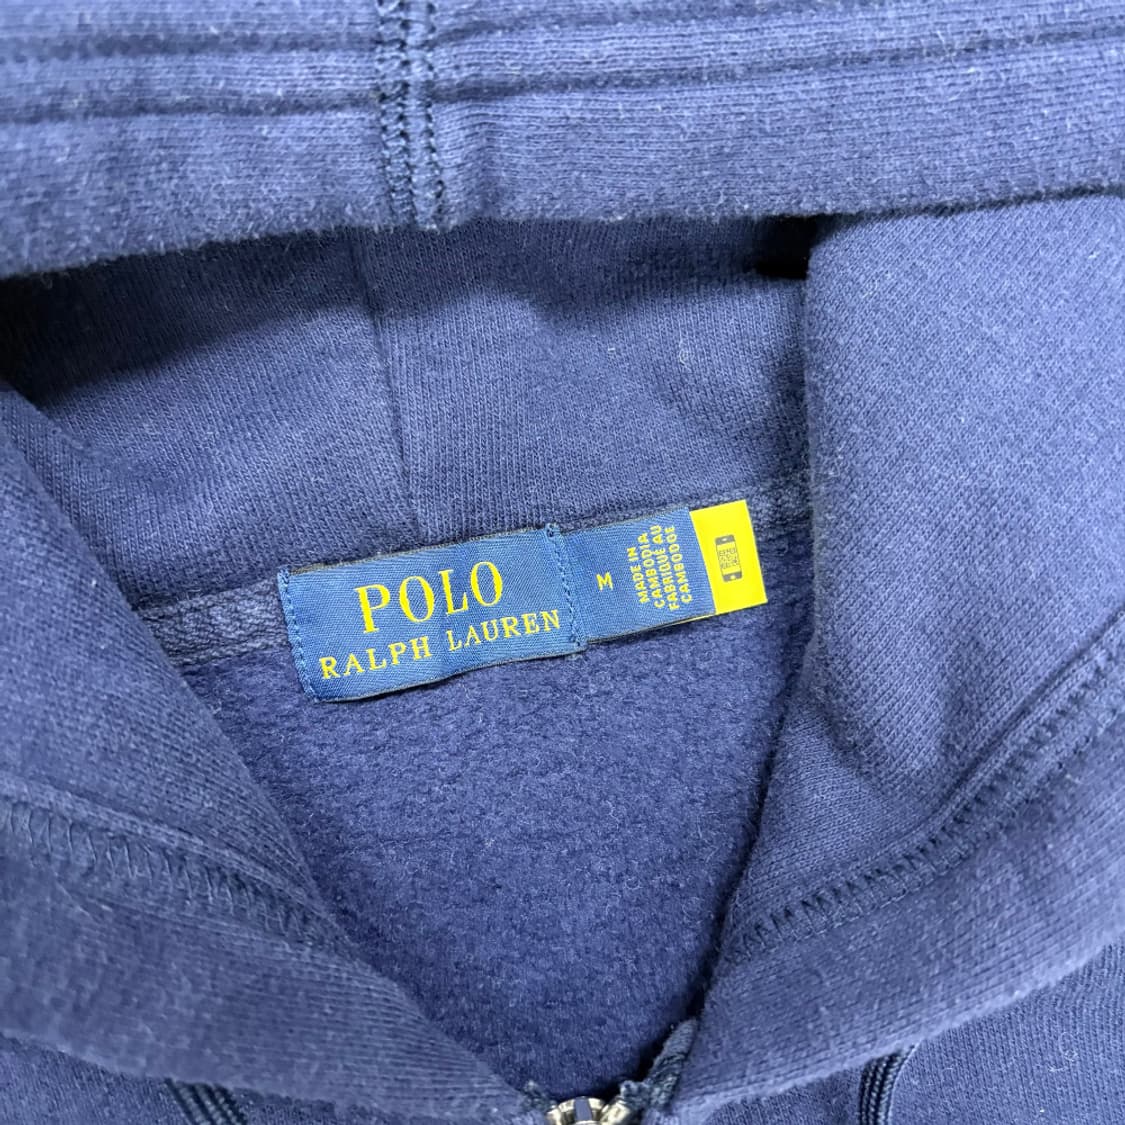 POLO
RALPH LAUREN
M
MADE IN
CAMBODIA
FABRIQUÉ AU
CAMBODGE